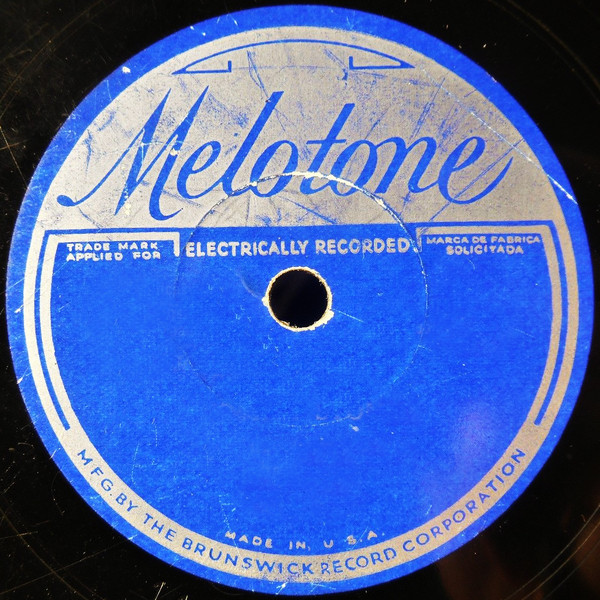 Melotone
TRADE MARK
APPLIED FOR
ELECTRICALLY RECORDED
MARCA DE FABRICA
SOLICITADA
MADE IN U.S.A.
MFG. BY THE BRUNSWICK RECORD CORPORATION